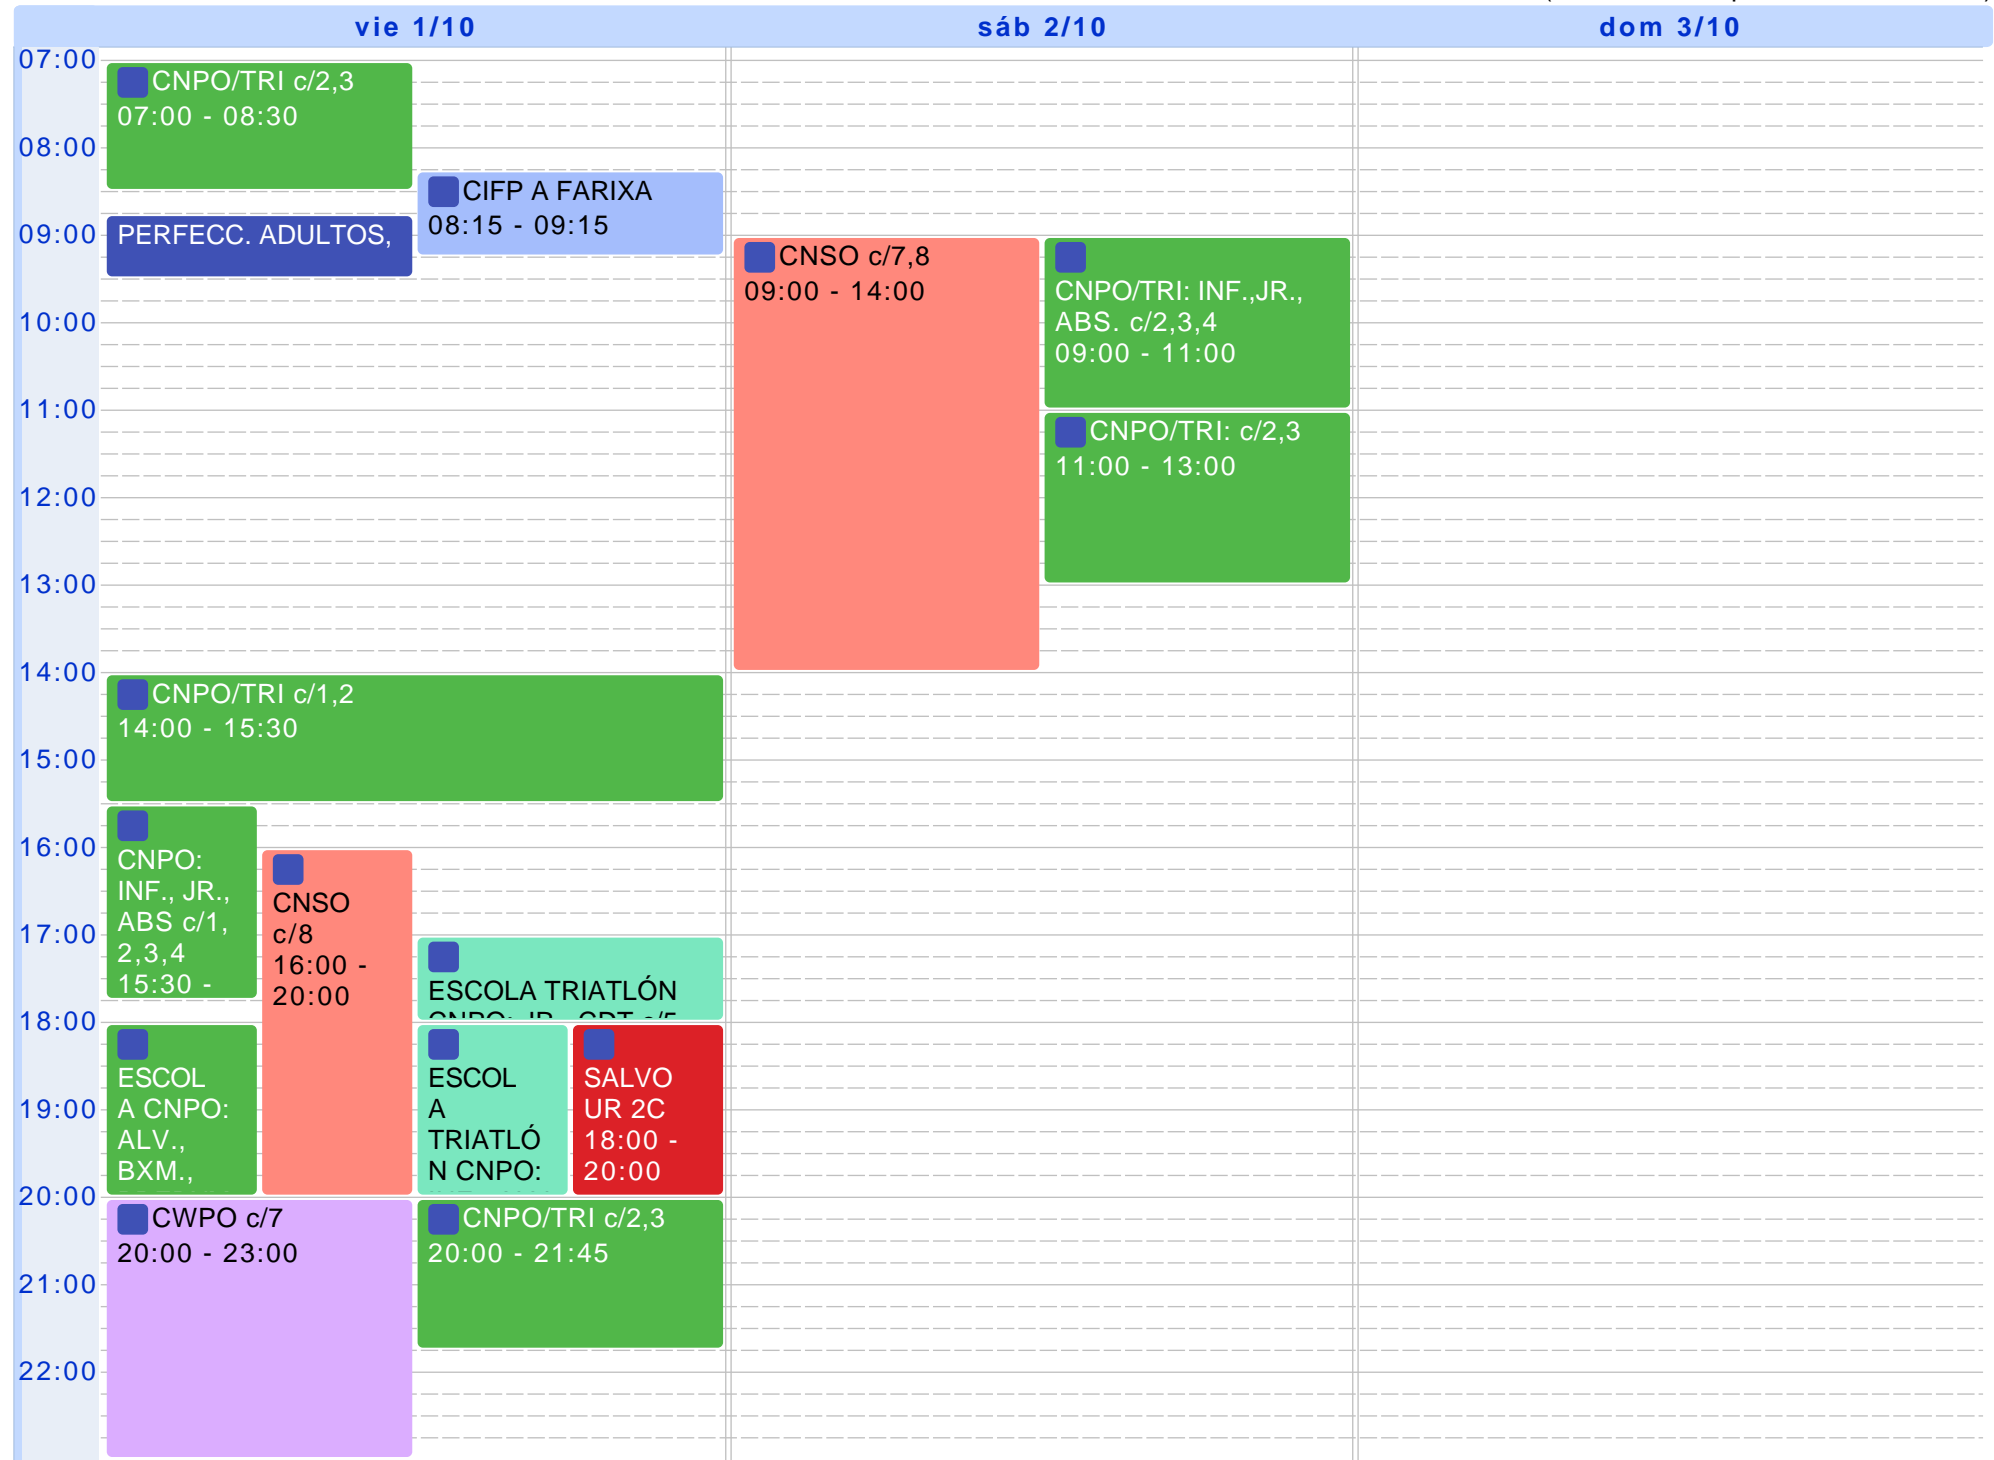 vie 1/10
sáb 2/10
dom 3/10
07:00
08:00
09:00
10:00
11:00
12:00
13:00
14:00
15:00
16:00
17:00
18:00
19:00
20:00
21:00
22:00
CNPO/TRI c/2,3
07:00 - 08:30
CIFP A FARIXA
08:15 - 09:15
PERFECC. ADULTOS,
CNPO/TRI c/1,2
14:00 - 15:30
CNPO:
INF., JR.,
ABS c/1,
2,3,4
15:30 -
CNSO
c/8
16:00 -
20:00
ESCOLA TRIATLÓN
ESCOL
A CNPO:
ALV.,
BXM.,
ESCOL
A
TRIATLÓ
N CNPO:
SALVO
UR 2C
18:00 -
20:00
CWPO c/7
20:00 - 23:00
CNPO/TRI c/2,3
20:00 - 21:45
CNSO c/7,8
09:00 - 14:00
CNPO/TRI: INF.,JR.,
ABS. c/2,3,4
09:00 - 11:00
CNPO/TRI: c/2,3
11:00 - 13:00